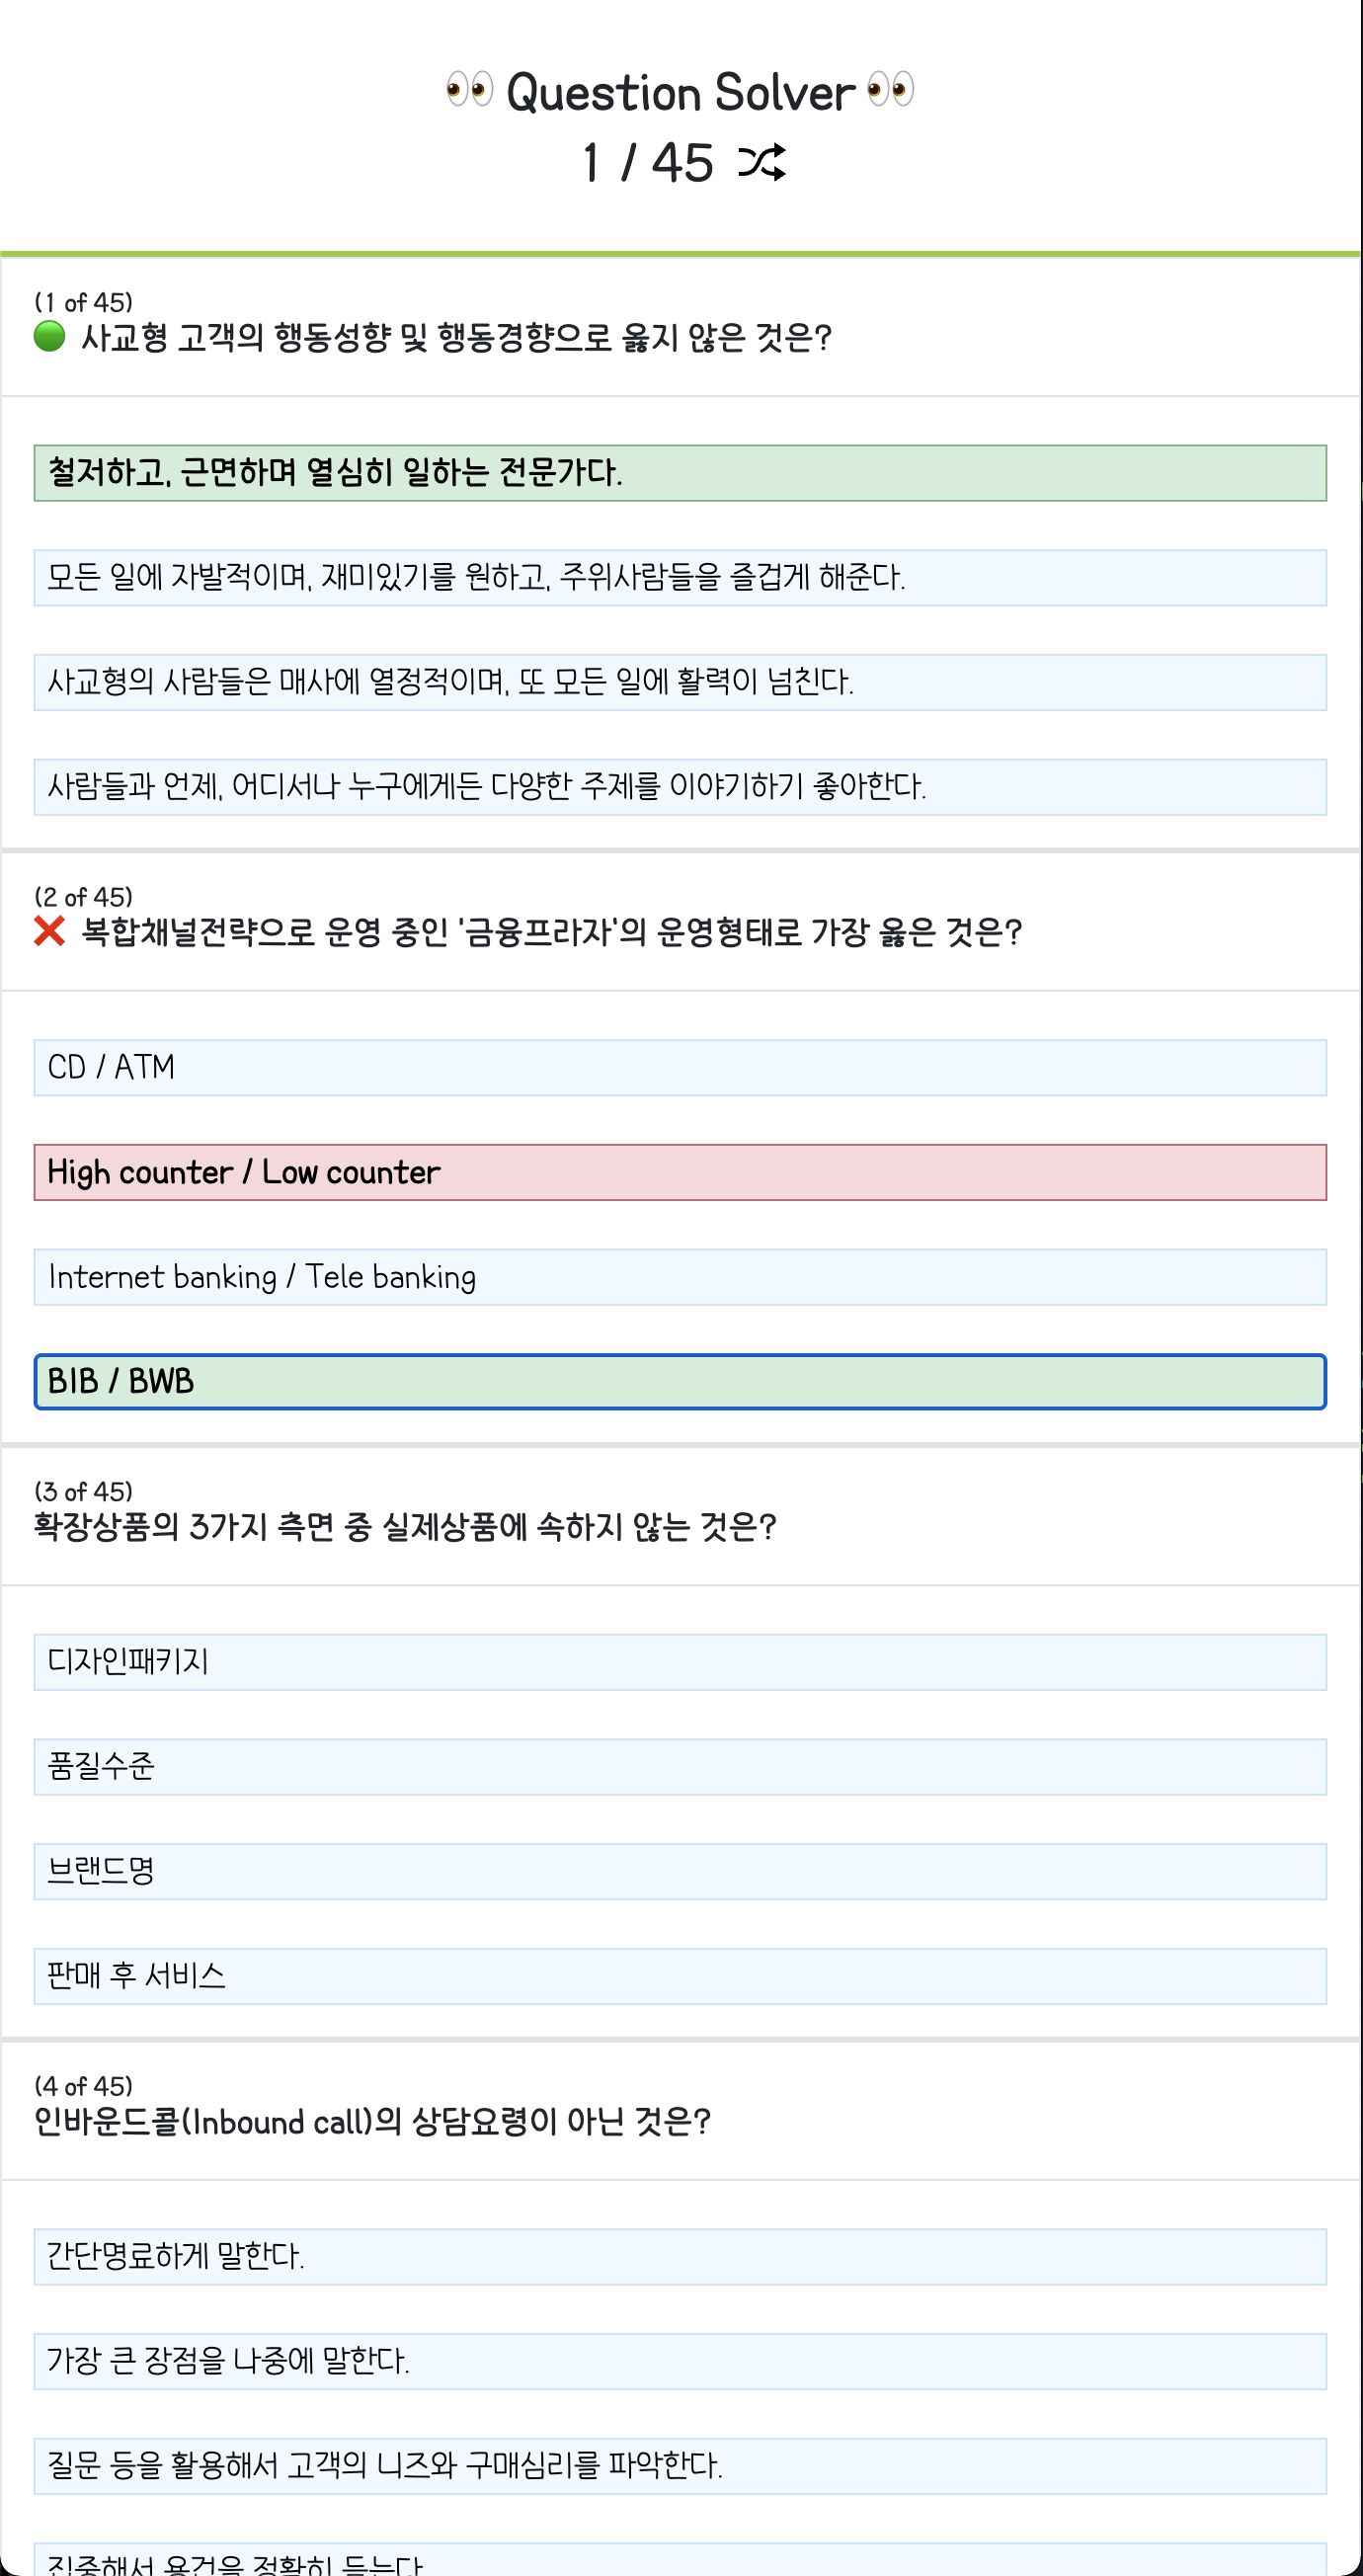 👀 Question Solver 👀
1 / 45
(1 of 45)
사교형 고객의 행동성향 및 행동경향으로 옳지 않은 것은?
철저하고, 근면하며 열심히 일하는 전문가다.
모든 일에 자발적이며, 재미있기를 원하고, 주위사람들을 즐겁게 해준다.
사교형의 사람들은 매사에 열정적이며, 또 모든 일에 활력이 넘친다.
사람들과 언제, 어디서나 누구에게든 다양한 주제를 이야기하기 좋아한다.
(2 of 45)
❌ 복합채널전략으로 운영 중인 '금융프라자'의 운영형태로 가장 옳은 것은?
CD / ATM
High counter / Low counter
Internet banking / Tele banking
BIB / BWB
(3 of 45)
확장상품의 3가지 측면 중 실제상품에 속하지 않는 것은?
디자인패키지
품질수준
브랜드명
판매 후 서비스
(4 of 45)
인바운드콜(Inbound call)의 상담요령이 아닌 것은?
간단명료하게 말한다.
가장 큰 장점을 나중에 말한다.
질문 등을 활용해서 고객의 니즈와 구매심리를 파악한다.
집중해서 용건을 정확히 듣는다.